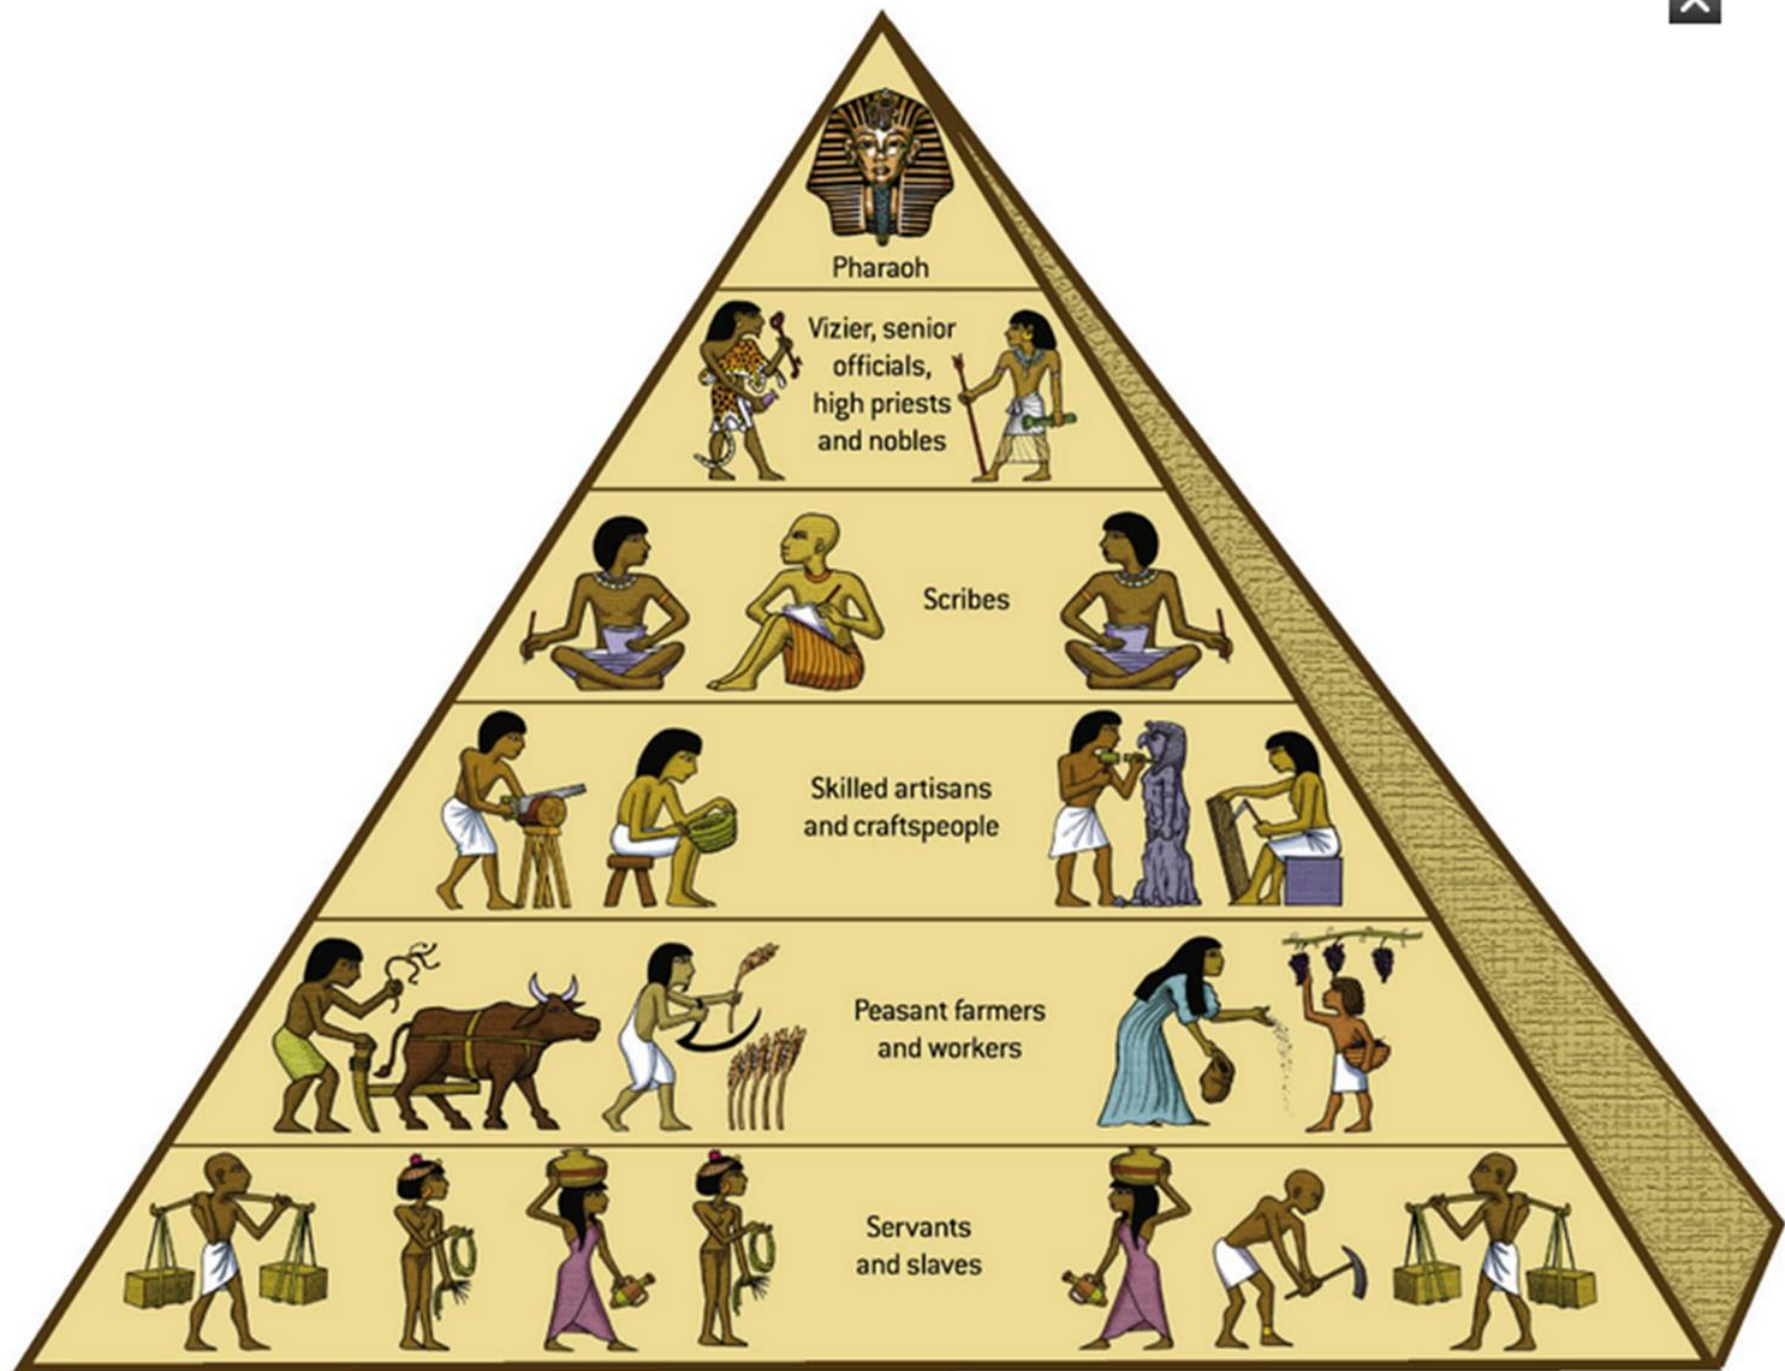 Pharaoh
Vizier, senior
officials,
high priests
and nobles
Scribes
Skilled artisans
and craftspeople
Peasant farmers
and workers
Servants
and slaves